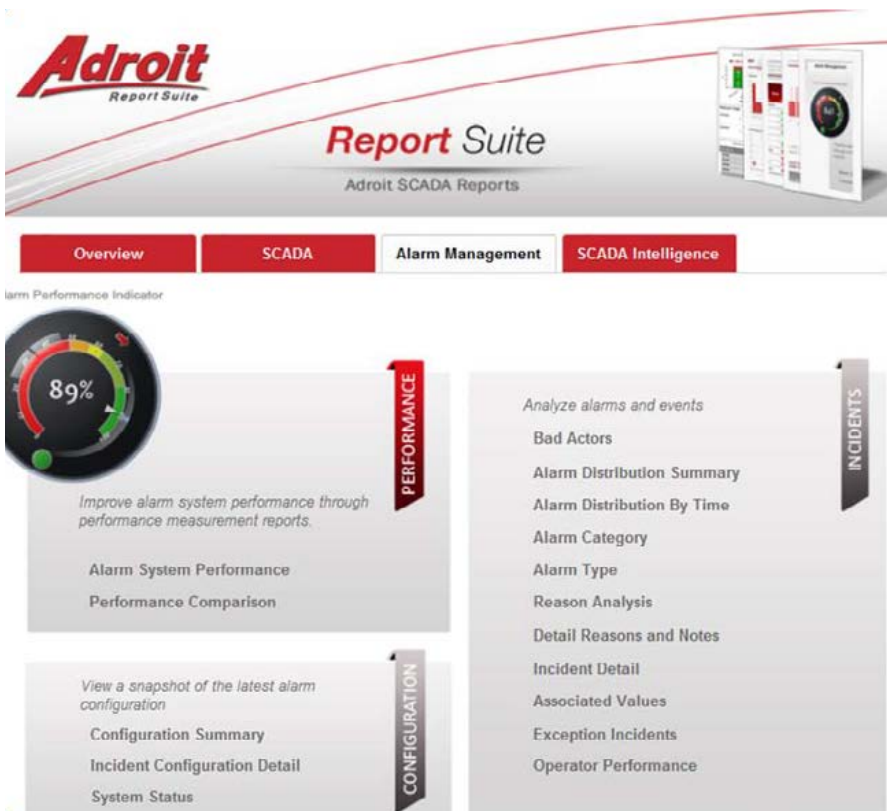 Adroit
Report Suite
Report Suite
Adroit SCADA Reports
Overview
SCADA
Alarm Management
SCADA Intelligence
larm Performance Indicator
89%
PERFORMANCE
Improve alarm system performance through
performance measurement reports.
Alarm System Performance
Performance Comparison
CONFIGURATION
View a snapshot of the latest alarm
configuration
Configuration Summary
Incident Configuration Detail
System Status
INCIDENTS
Analyze alarms and events
Bad Actors
Alarm Distribution Summary
Alarm Distribution By Time
Alarm Category
Alarm Type
Reason Analysis
Detail Reasons and Notes
Incident Detail
Associated Values
Exception Incidents
Operator Performance